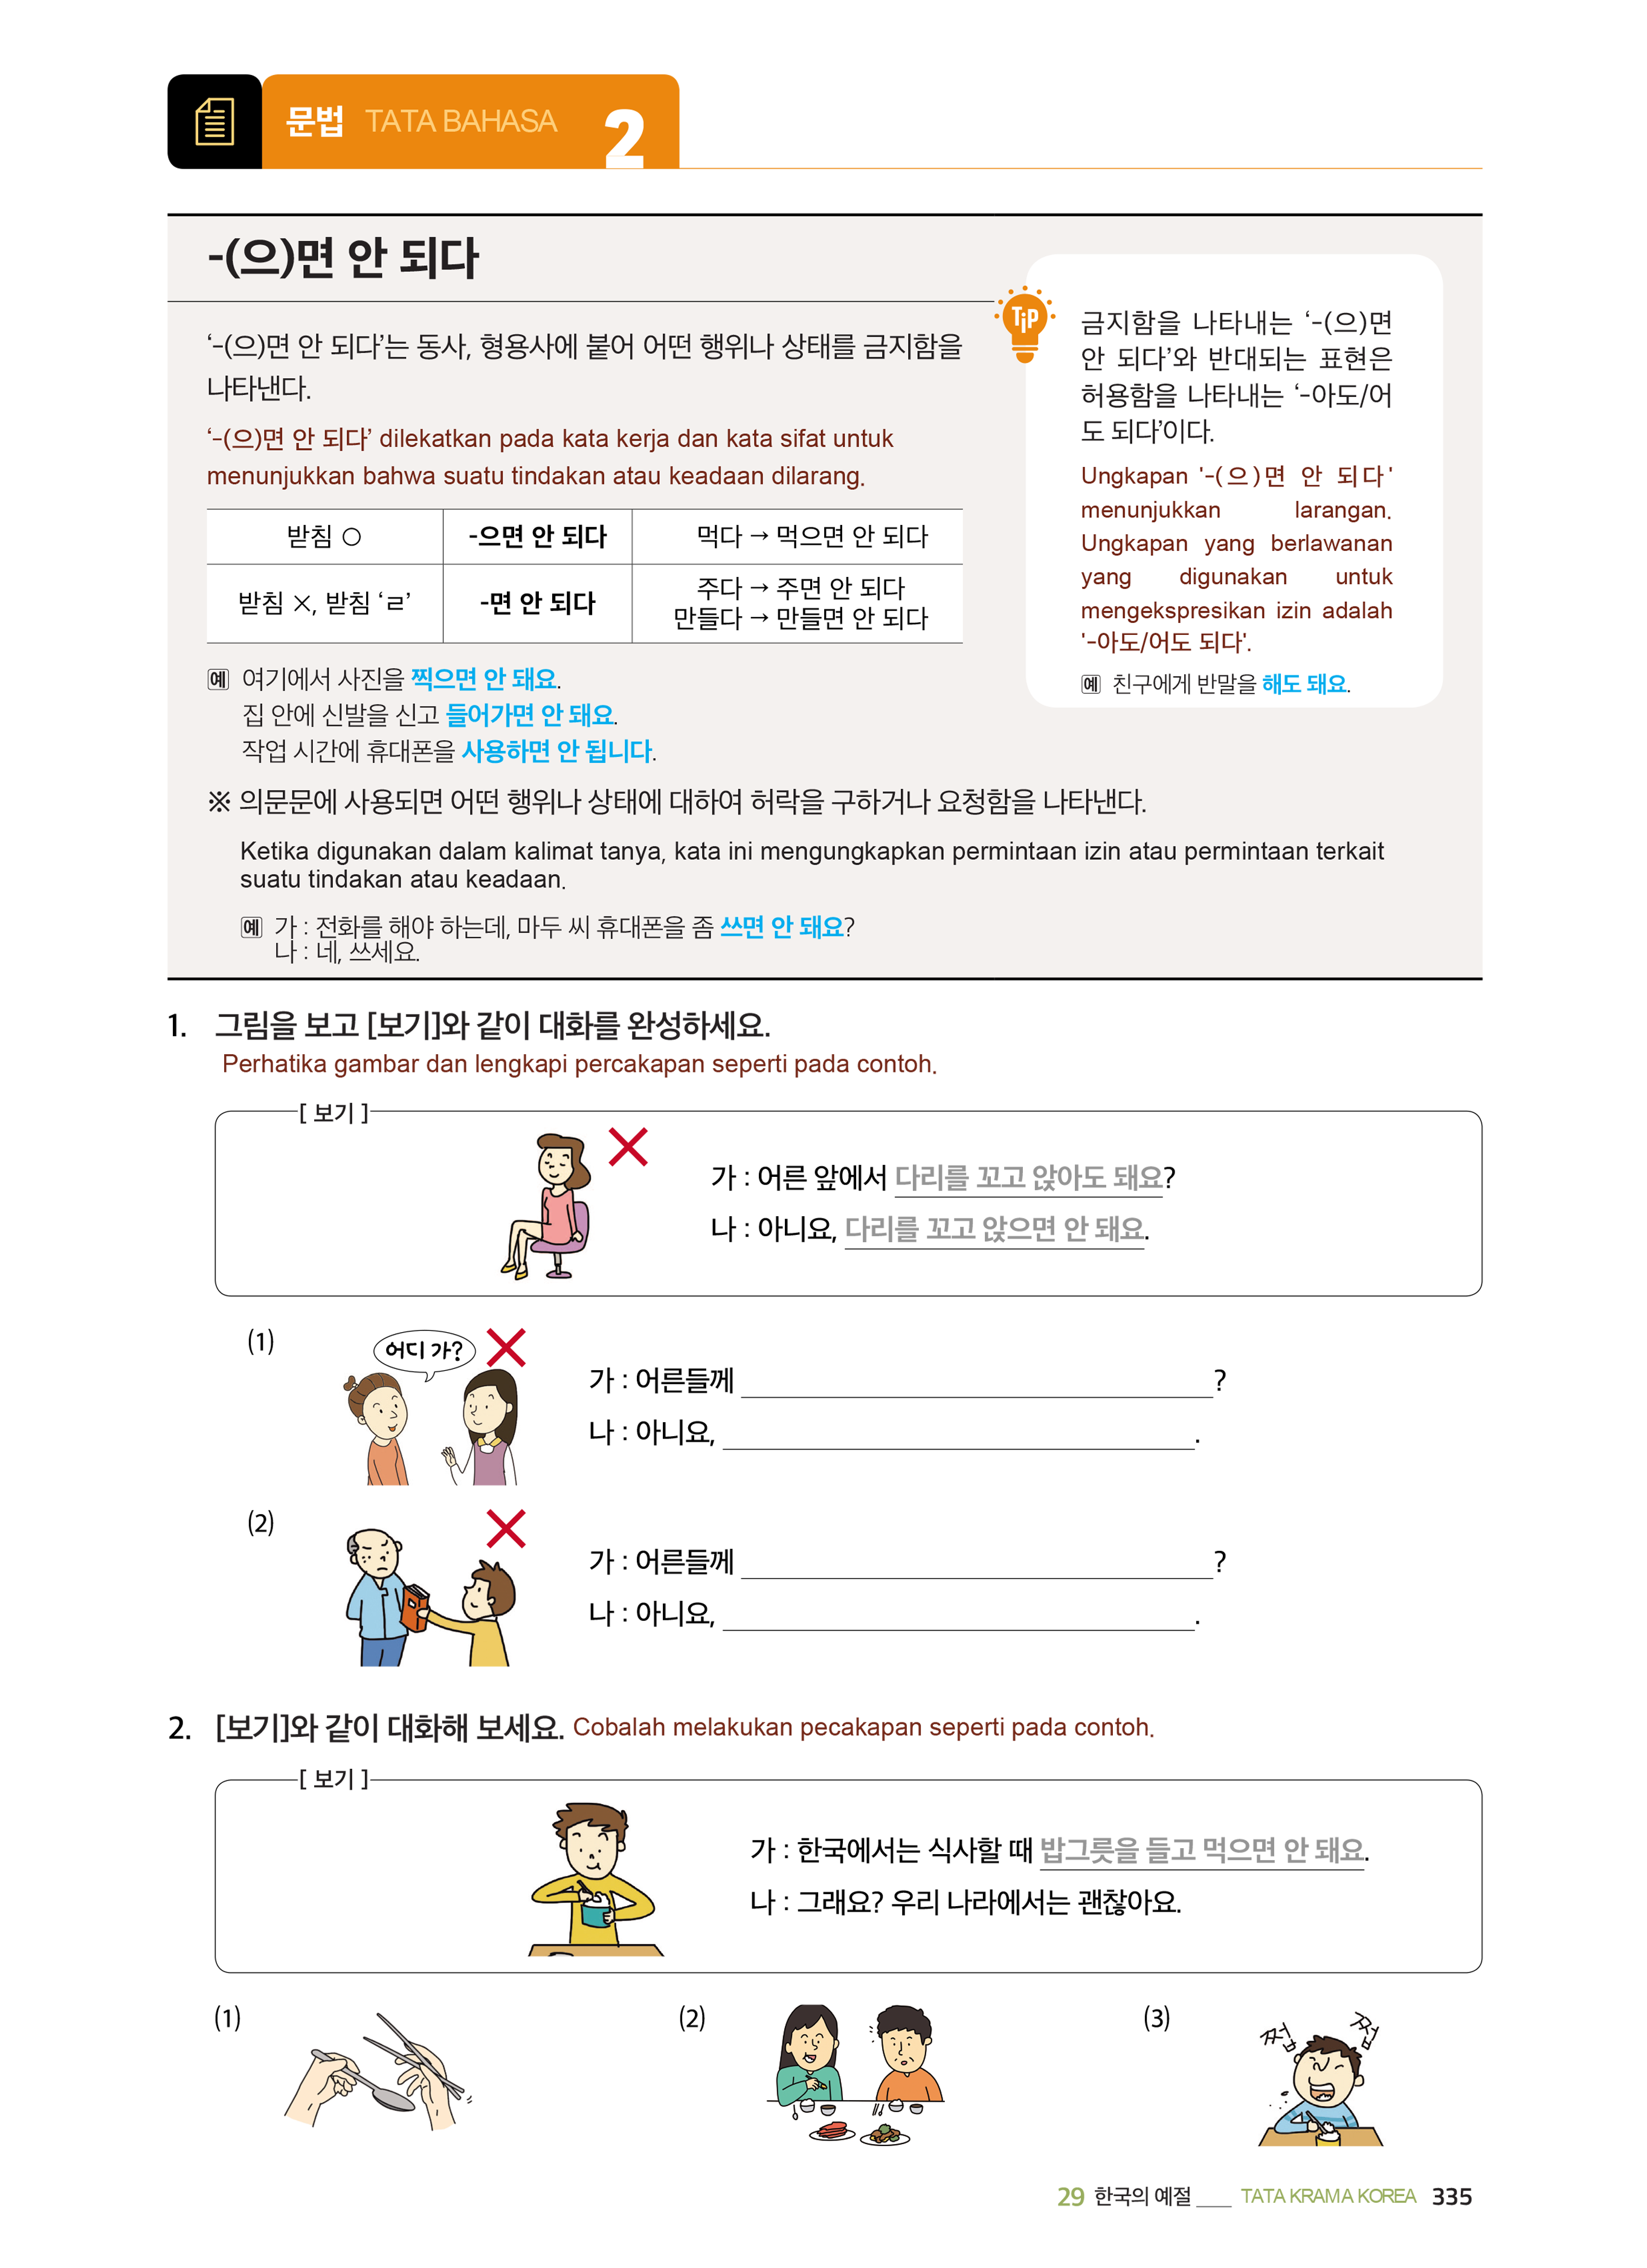 문법 TATA BAHASA 2
-(으)면 안 되다
‘-(으)면 안 되다’는 동사, 형용사에 붙어 어떤 행위나 상태를 금지함을
나타낸다.
‘-(으)면 안 되다’ dilekatkan pada kata kerja dan kata sifat untuk
menunjukkan bahwa suatu tindakan atau keadaan dilarang.
받침 ○ -으면 안 되다 먹다 → 먹으면 안 되다
받침 ×, 받침 ‘ㄹ’ -면 안 되다 주다 → 주면 안 되다
만들다 → 만들면 안 되다
예 여기에서 사진을 찍으면 안 돼요.
집 안에 신발을 신고 들어가면 안 돼요.
작업 시간에 휴대폰을 사용하면 안 됩니다.
TiP
금지함을 나타내는 ‘-(으)면
안 되다’와 반대되는 표현은
허용함을 나타내는 ‘-아도/어
도 되다’이다.
Ungkapan '-(으)면 안 되다'
menunjukkan larangan.
Ungkapan yang berlawanan
yang digunakan untuk
mengekspresikan izin adalah
'-아도/어도 되다'.
예 친구에게 반말을 해도 돼요.
※ 의문문에 사용되면 어떤 행위나 상태에 대하여 허락을 구하거나 요청함을 나타낸다.
Ketika digunakan dalam kalimat tanya, kata ini mengungkapkan permintaan izin atau permintaan terkait
suatu tindakan atau keadaan.
예 가 : 전화를 해야 하는데, 마두 씨 휴대폰을 좀 쓰면 안 돼요?
나 : 네, 쓰세요.
1. 그림을 보고 [보기]와 같이 대화를 완성하세요.
Perhatika gambar dan lengkapi percakapan seperti pada contoh.
[ 보기 ]
가 : 어른 앞에서 다리를 꼬고 앉아도 돼요?
나 : 아니요, 다리를 꼬고 앉으면 안 돼요.
(1)
어디 가?
가 : 어른들께 ____________?
나 : 아니요, ____________.
(2)
가 : 어른들께 ____________?
나 : 아니요, ____________.
2. [보기]와 같이 대화해 보세요. Cobalah melakukan pecakapan seperti pada contoh.
[ 보기 ]
가 : 한국에서는 식사할 때 밥그릇을 들고 먹으면 안 돼요.
나 : 그래요? 우리 나라에서는 괜찮아요.
(1) (2) (3)
쩝 쩝
29 한국의 예절 ___ TATA KRAMA KOREA 335